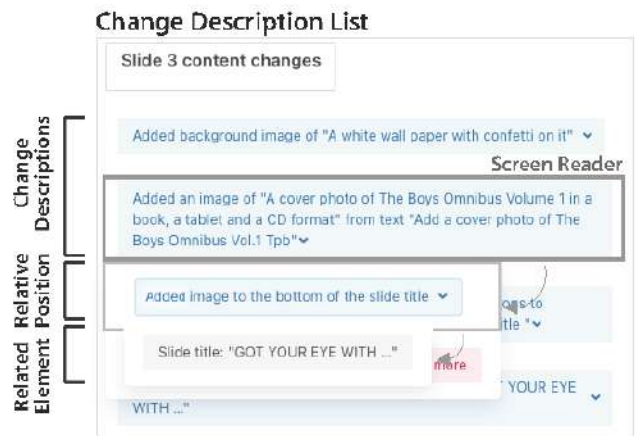 Change Description List
Slide 3 content changes
Change
Descriptions
Added background image of "A white wall paper with confetti on it"
Screen Reader
Added an image of "A cover photo of The Boys Omnibus Volume 1 in a
book, a tablet and a CD format" from text "Add a cover photo of The
Boys Omnibus Vol.1 Tpb"
Relative
Position
Added image to the bottom of the slide title
to
"
Related
Element
Slide title: "GOT YOUR EYE WITH ..."
more
YOUR EYE
WITH ..."